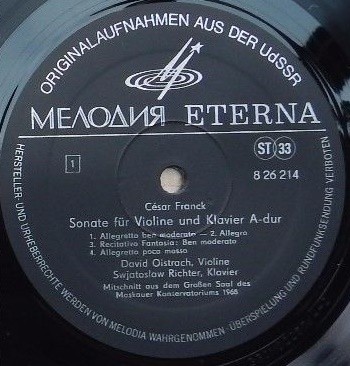 ORIGINALAUFNAHMEN AUS DER UdSSR
МЕЛОДИЯ ETERNA
1
ST 33
8 26 214
César Franck
Sonate für Violine und Klavier A-dur
1. Allegretto ben moderato – 2. Allegro
3. Recitativo Fantasia: Ben moderato
4. Allegretto poco mosso
David Oistrach, Violine
Swjatoslaw Richter, Klavier
Mitschnitt aus dem Großen Saal des
Moskauer Konservatoriums 1968
HERSTELLER- UND URHEBERRECHTE WERDEN VON MELODIA WAHRGENOMMEN · ÜBERSPIELUNG UND RUNDFUNKSENDUNG VERBOTEN